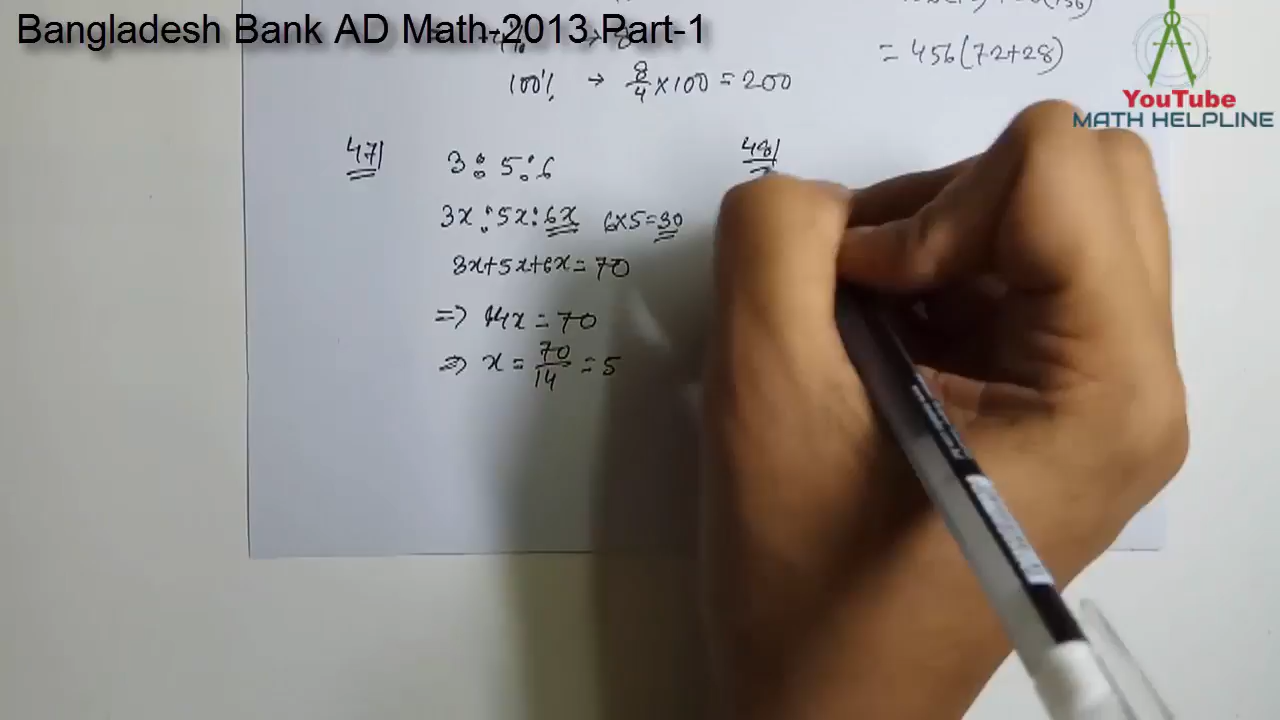 Bangladesh Bank AD Math-2013 Part-1
= 456(72+28)
100% → 8/4 × 100 = 200
YouTube
MATH HELPLINE
47|
3 : 5 : 6
3x : 5x : 6x 6×5=30
3x+5x+6x=70
=> 14x = 70
=> x = 70/14 = 5
48|